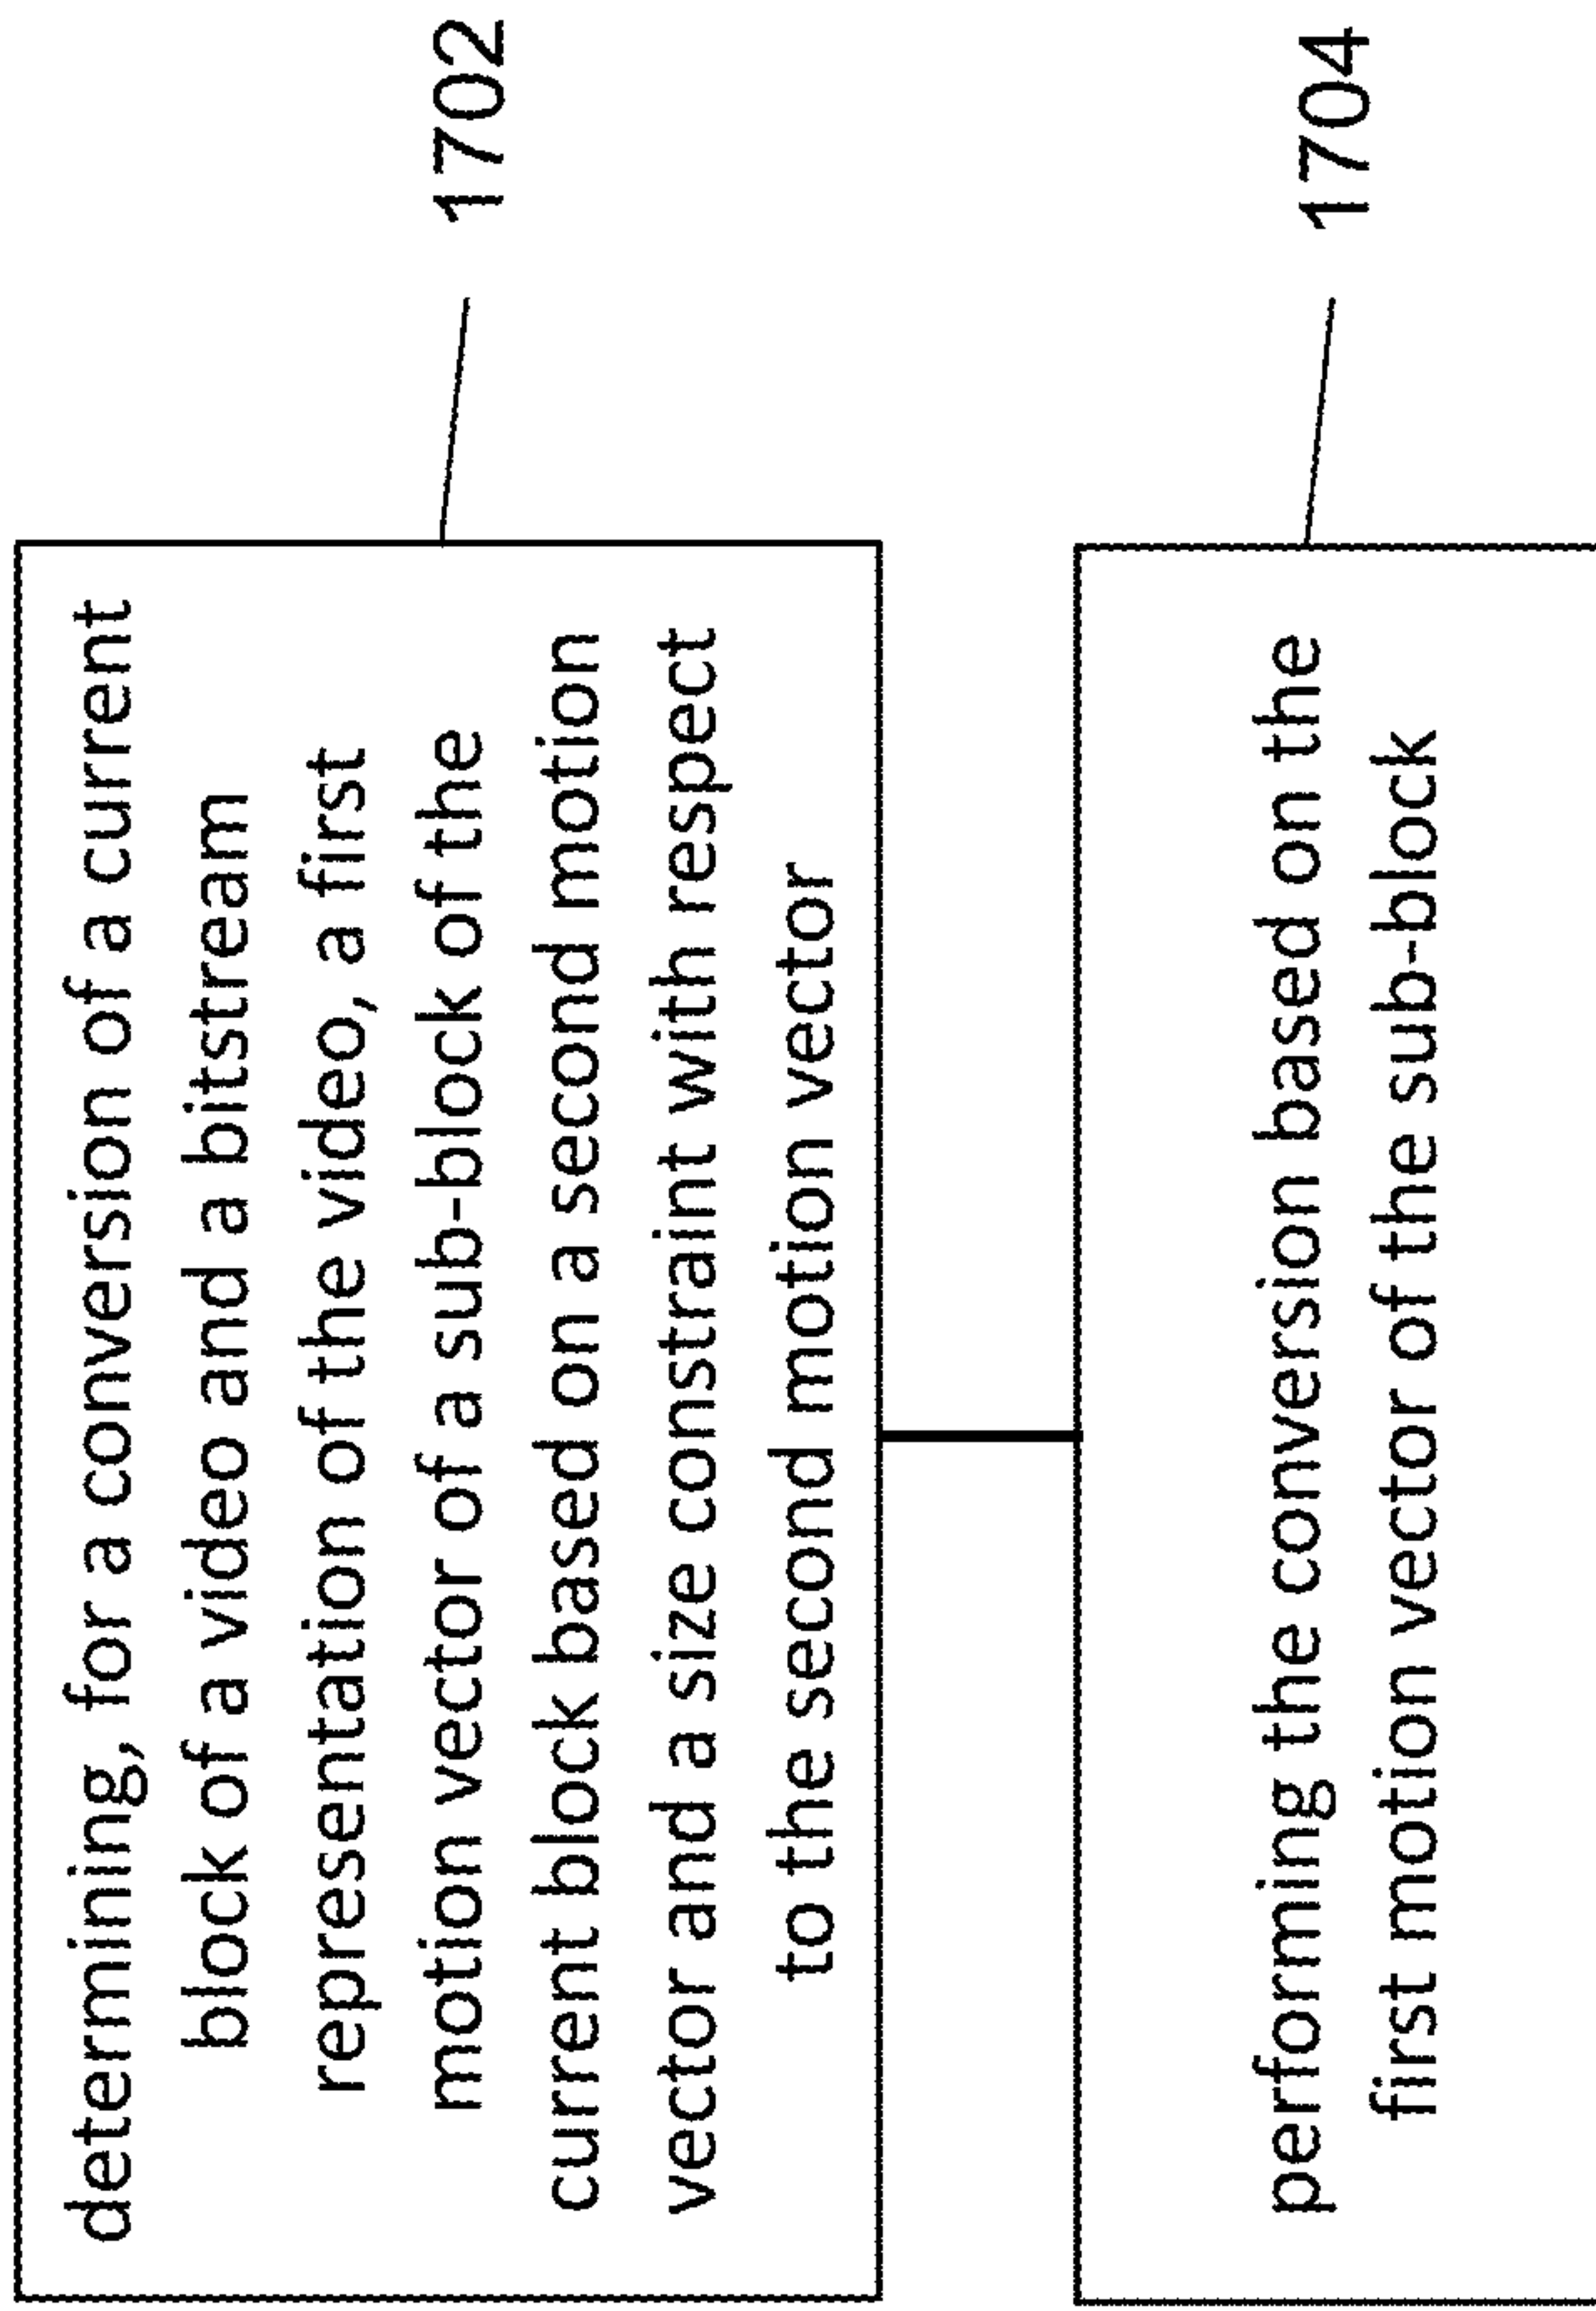 determining, for a conversion of a current
block of a video and a bitstream
representation of the video, a first
motion vector of a sub-block of the
current block based on a second motion
vector and a size constraint with respect
to the second motion vector
1702
performing the conversion based on the
first motion vector of the sub-block
1704